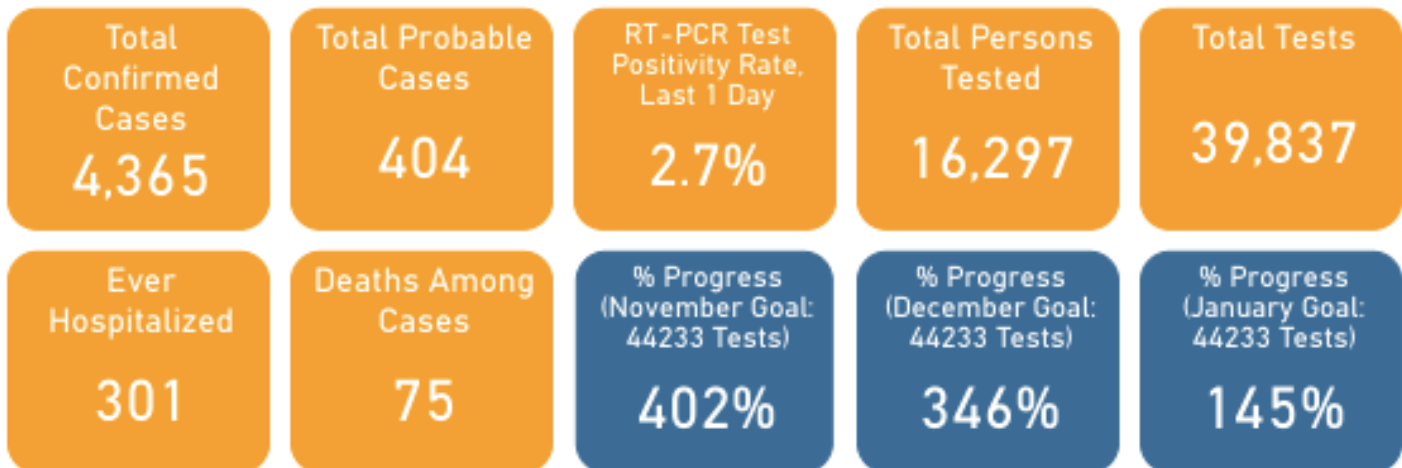 Total
Confirmed
Cases
4,365
Total Probable
Cases
404
RT-PCR Test
Positivity Rate,
Last 1 Day
2.7%
Total Persons
Tested
16,297
Total Tests
39,837
Ever
Hospitalized
301
Deaths Among
Cases
75
% Progress
(November Goal:
44233 Tests)
402%
% Progress
(December Goal:
44233 Tests)
346%
% Progress
(January Goal:
44233 Tests)
145%